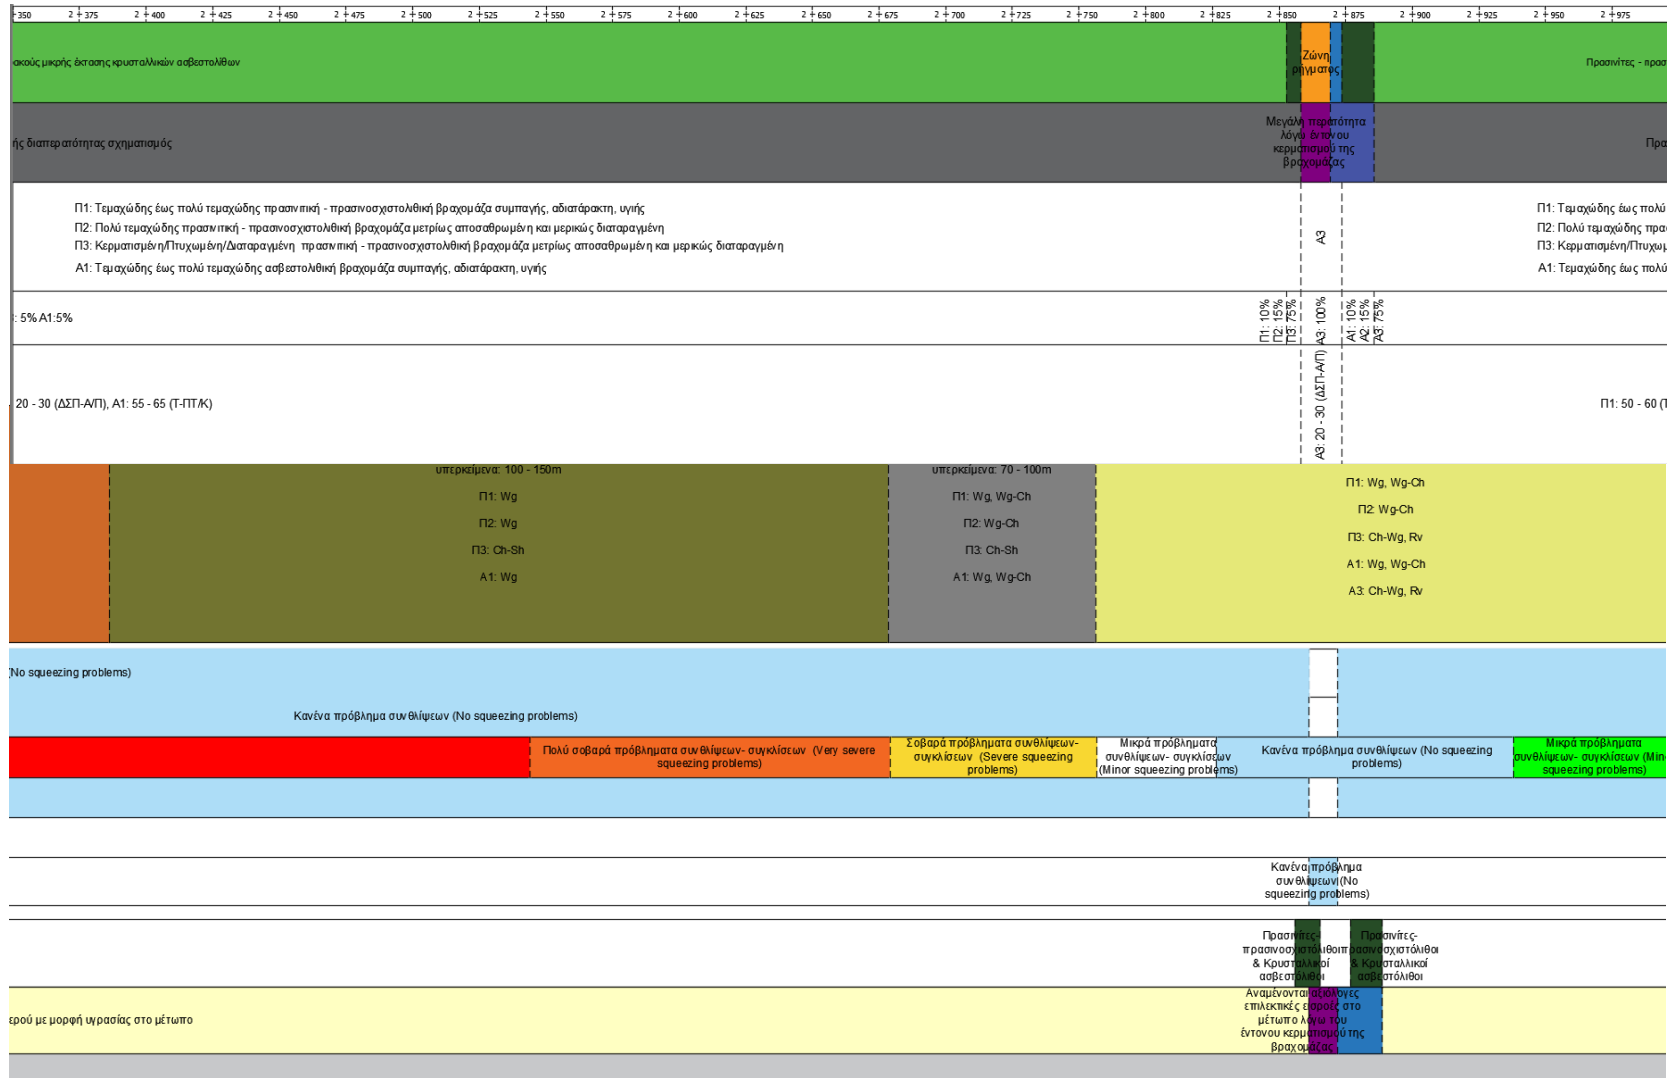 350 2 + 375 2 + 400 2 + 425 2 + 450 2 + 475 2 + 500 2 + 525 2 + 550 2 + 575 2 + 600 2 + 625 2 + 650 2 + 675 2 + 700 2 + 725 2 + 750 2 + 775 2 + 800 2 + 825 2 + 850 2 + 875 2 + 900 2 + 925 2 + 950 2 + 975
ακούς μικρής έκτασης κρυσταλλικών ασβεστολίθων
Ζώνη
ρήγματος
Πρασινίτες - πρασ
ής διαπερατότητας σχηματισμός
Μεγάλη περατότητα
λόγω έντονου
κερματισμού της
βραχομάζας
Πρα
Π1: Τεμαχώδης έως πολύ τεμαχώδης πρασινιτική - πρασινοσχιστολιθική βραχομάζα συμπαγής, αδιατάρακτη, υγιής
Π2: Πολύ τεμαχώδης πρασινιτική - πρασινοσχιστολιθική βραχομάζα μετρίως αποσαθρωμένη και μερικώς διαταραγμένη
Π3: Κερματισμένη/Πτυχωμένη/Διαταραγμένη πρασινιτική - πρασινοσχιστολιθική βραχομάζα μετρίως αποσαθρωμένη και μερικώς διαταραγμένη
Α1: Τεμαχώδης έως πολύ τεμαχώδης ασβεστολιθική βραχομάζα συμπαγής, αδιατάρακτη, υγιής
Α3
Π1: Τεμαχώδης έως πολύ
Π2: Πολύ τεμαχώδης πρασ
Π3: Κερματισμένη/Πτυχωμ
Α1: Τεμαχώδης έως πολύ
: 5% Α1:5%
Π1: 10%
Π2: 15%
Π3: 75%
Α3: 100%
Α1: 10%
Α2: 15%
Α3: 75%
20 - 30 (ΔΣΠ-Α/Π), Α1: 55 - 65 (Τ-ΠΤ/Κ)
Α3: 20 - 30 (ΔΣΠ-Α/Π)
Π1: 50 - 60 (Τ
υπερκείμενα: 100 - 150m
Π1: Wg
Π2: Wg
Π3: Ch-Sh
Α1: Wg
υπερκείμενα: 70 - 100m
Π1: Wg, Wg-Ch
Π2: Wg-Ch
Π3: Ch-Sh
Α1: Wg, Wg-Ch
Π1: Wg, Wg-Ch
Π2: Wg-Ch
Π3: Ch-Wg, Rv
Α1: Wg, Wg-Ch
Α3: Ch-Wg, Rv
(No squeezing problems)
Κανένα πρόβλημα συνθλίψεων (No squeezing problems)
Πολύ σοβαρά πρόβληματα συνθλίψεων- συγκλίσεων (Very severe
squeezing problems)
Σοβαρά πρόβληματα συνθλίψεων-
συγκλίσεων (Severe squeezing
problems)
Μικρά πρόβληματα
συνθλίψεων- συγκλίσεων
(Minor squeezing problems)
Κανένα πρόβλημα συνθλίψεων (No squeezing
problems)
Μικρά πρόβληματα
συνθλίψεων- συγκλίσεων (Min
squeezing problems)
Κανένα πρόβλημα
συνθλίψεων (No
squeezing problems)
Πρασινίτες-
πρασινοσχιστόλιθοι
& Κρυσταλλικοί
ασβεστόλιθοι
Πρασινίτες-
πρασινοσχιστόλιθοι
& Κρυσταλλικοί
ασβεστόλιθοι
ερού με μορφή υγρασίας στο μέτωπο
Αναμένονται αξιόλογες
επιλεκτικές εισροές στο
μέτωπο λόγω του
έντονου κερματισμού της
βραχομάζας